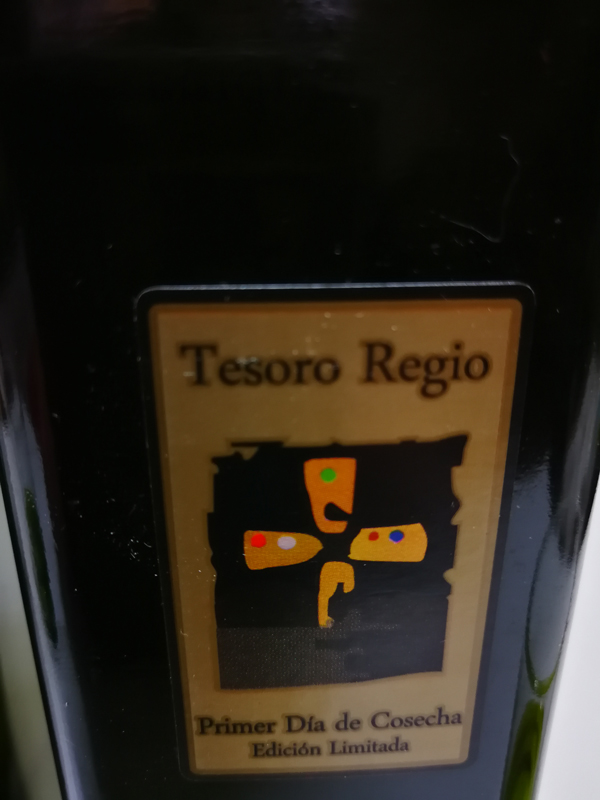 Tesoro Regio
Primer Día de Cosecha
Edición Limitada